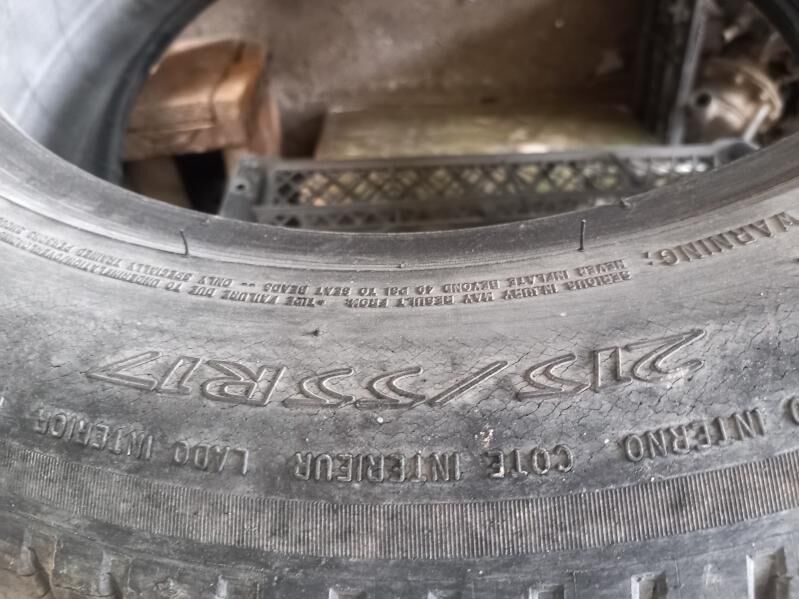 WARNING:
SERIOUS INJURY MAY RESULT FROM: • TIRE FAILURE DUE TO UNDERINFLATION/
NEVER INFLATE BEYOND 40 PSI TO SEAT BEADS -- ONLY SPECIALLY TRAINED PERSONS
215/55R17
INTERNO COTE INTERIEUR LADO INTERIOR